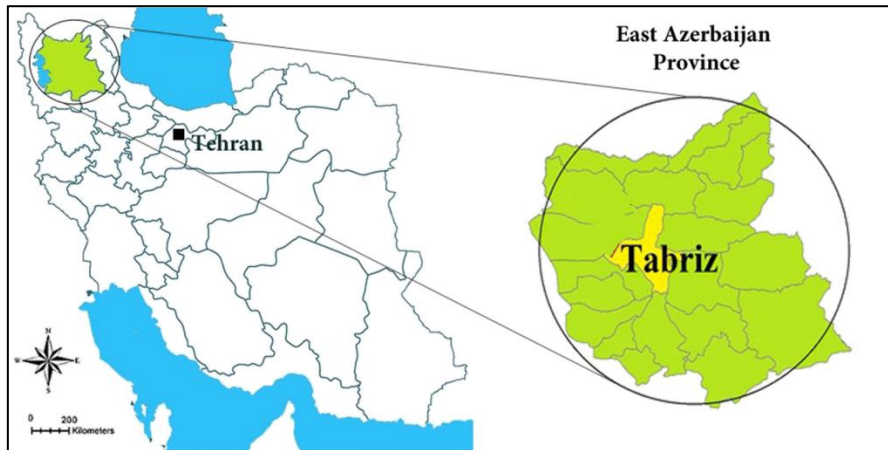 East Azerbaijan
Province
Tehran
Tabriz
N
W E
S
0 200
Kilometers